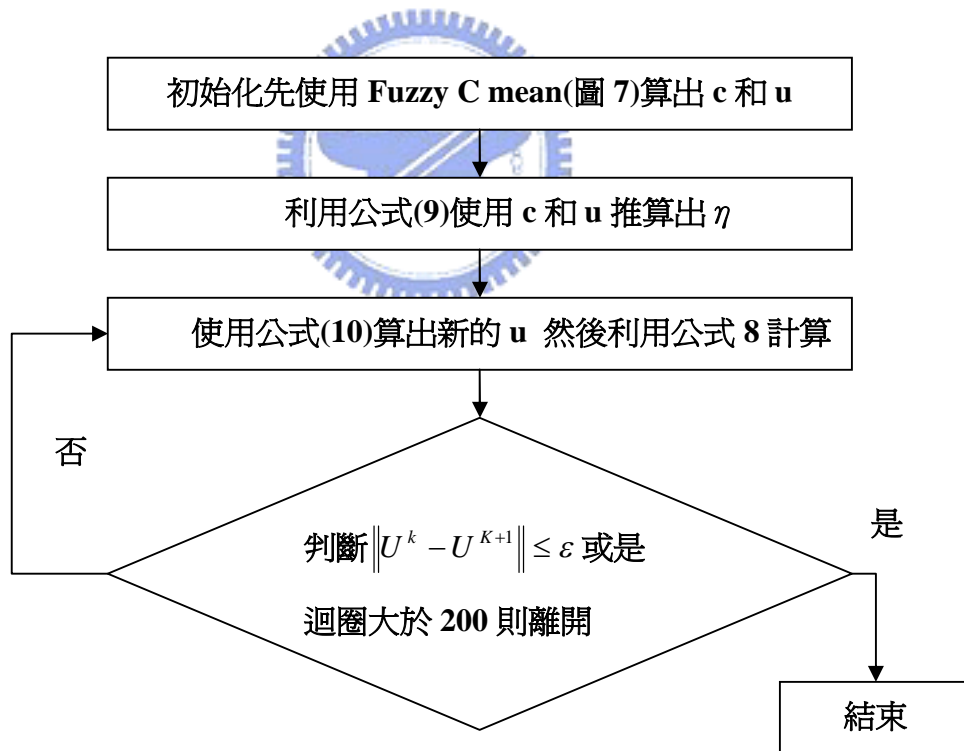 初始化先使用 Fuzzy C mean(圖 7)算出 c 和 u
利用公式(9)使用 c 和 u 推算出 η
使用公式(10)算出新的 u 然後利用公式 8 計算
否
是
判斷 ‖U^k − U^{K+1}‖ ≤ ε 或是
迴圈大於 200 則離開
結束